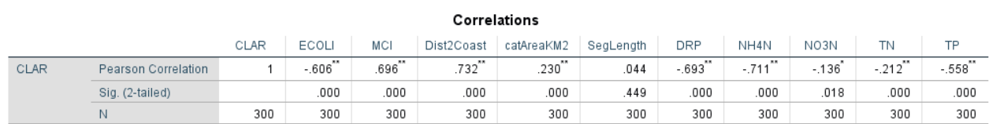 Correlations
CLAR ECOLI MCI Dist2Coast catAreaKM2 SegLength DRP NH4N NO3N TN TP
CLAR Pearson Correlation 1 -.606** .696** .732** .230** .044 -.693** -.711** -.136* -.212** -.558**
Sig. (2-tailed) .000 .000 .000 .000 .449 .000 .000 .018 .000 .000
N 300 300 300 300 300 300 300 300 300 300 300